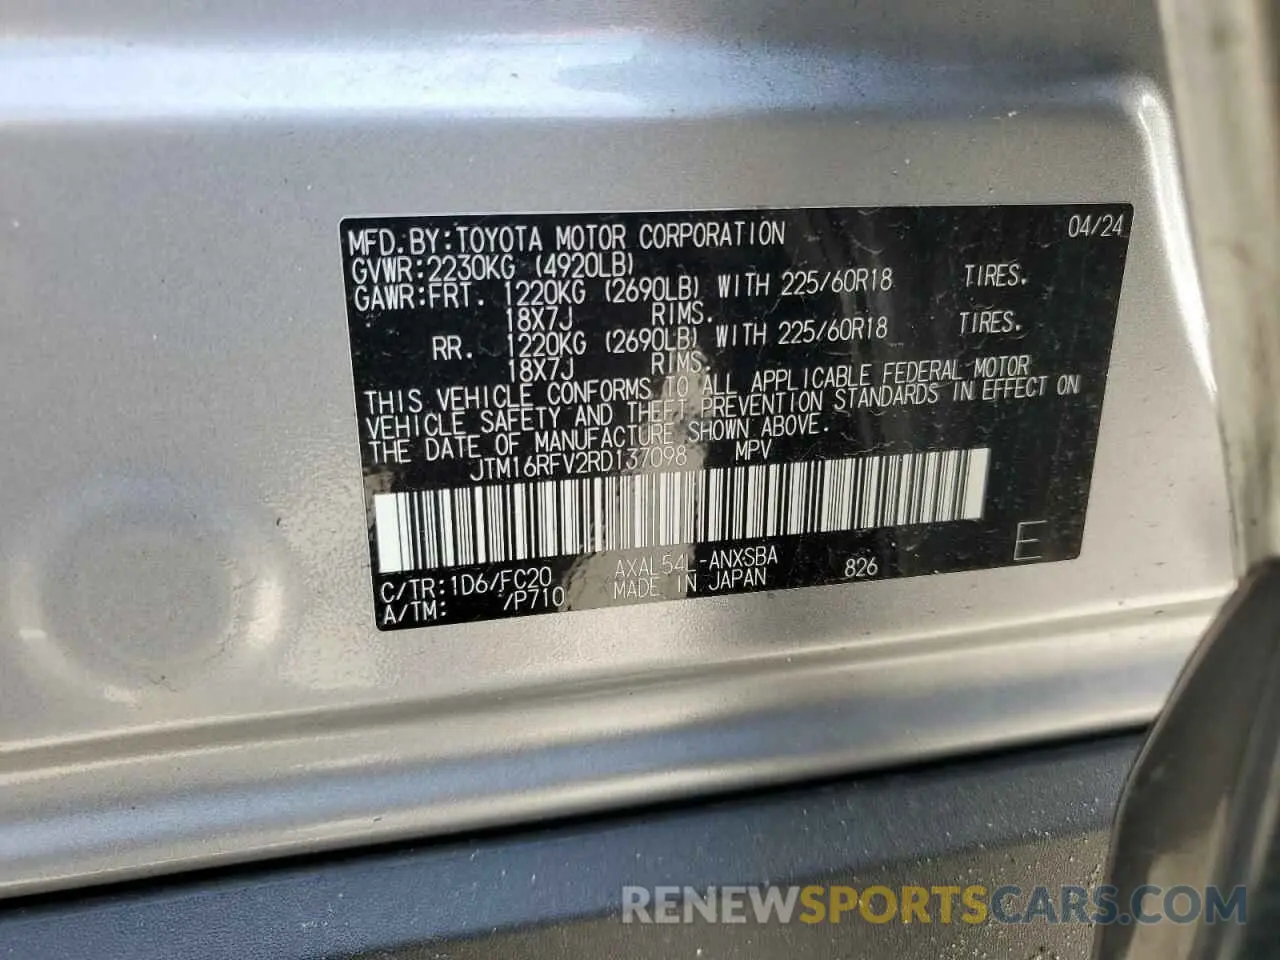 MFD.BY:TOYOTA MOTOR CORPORATION 04/24
GVWR:2230KG (4920LB)
GAWR:FRT. 1220KG (2690LB) WITH 225/60R18 TIRES.
18X7J RIMS.
RR. 1220KG (2690LB) WITH 225/60R18 TIRES.
18X7J RIMS.
THIS VEHICLE CONFORMS TO ALL APPLICABLE FEDERAL MOTOR
VEHICLE SAFETY AND THEFT PREVENTION STANDARDS IN EFFECT ON
THE DATE OF MANUFACTURE SHOWN ABOVE.
JTM16RFV2RD137098 MPV
C/TR:1D6/FC20 AXAL54L-ANXSBA 826 E
A/TM: /P710 MADE IN JAPAN
RENEWSPORTSCARS.COM